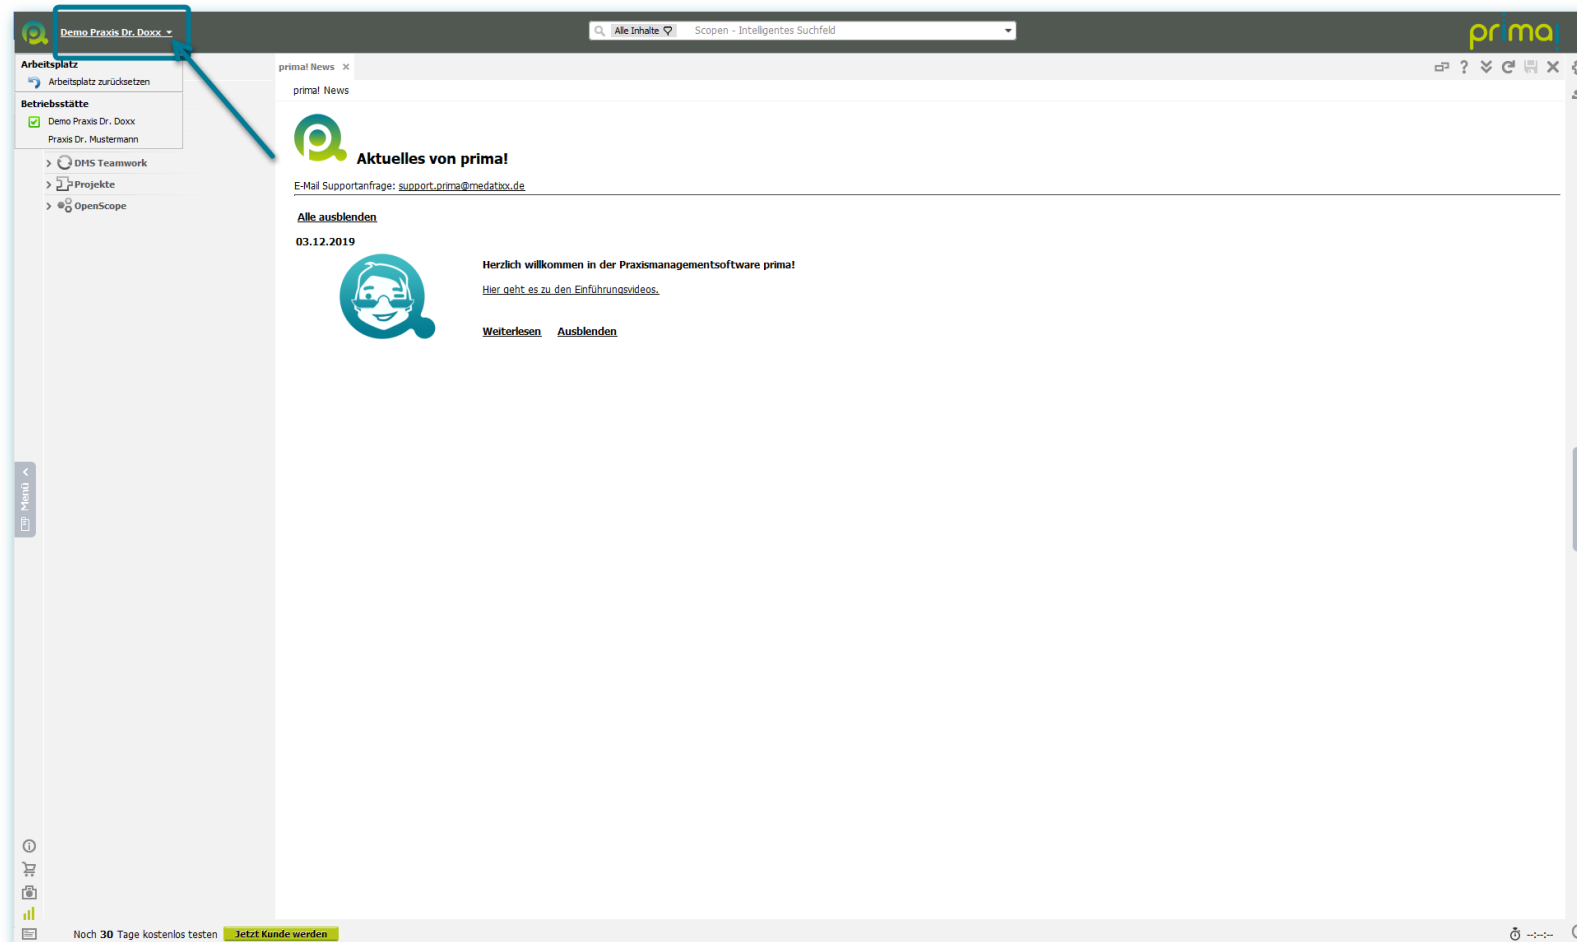 Demo Praxis Dr. Doxx
Alle Inhalte
Scopen - Intelligentes Suchfeld
prima!
Arbeitsplatz
Arbeitsplatz zurücksetzen
Betriebsstätte
Demo Praxis Dr. Doxx
Praxis Dr. Mustermann
DMS Teamwork
Projekte
OpenScope
Menü
prima! News
prima! News
Aktuelles von prima!
E-Mail Supportanfrage: support.prima@medatixx.de
Alle ausblenden
03.12.2019
Herzlich willkommen in der Praxismanagementsoftware prima!
Hier geht es zu den Einführungsvideos.
Weiterlesen Ausblenden
Noch 30 Tage kostenlos testen
Jetzt Kunde werden
--:--:--